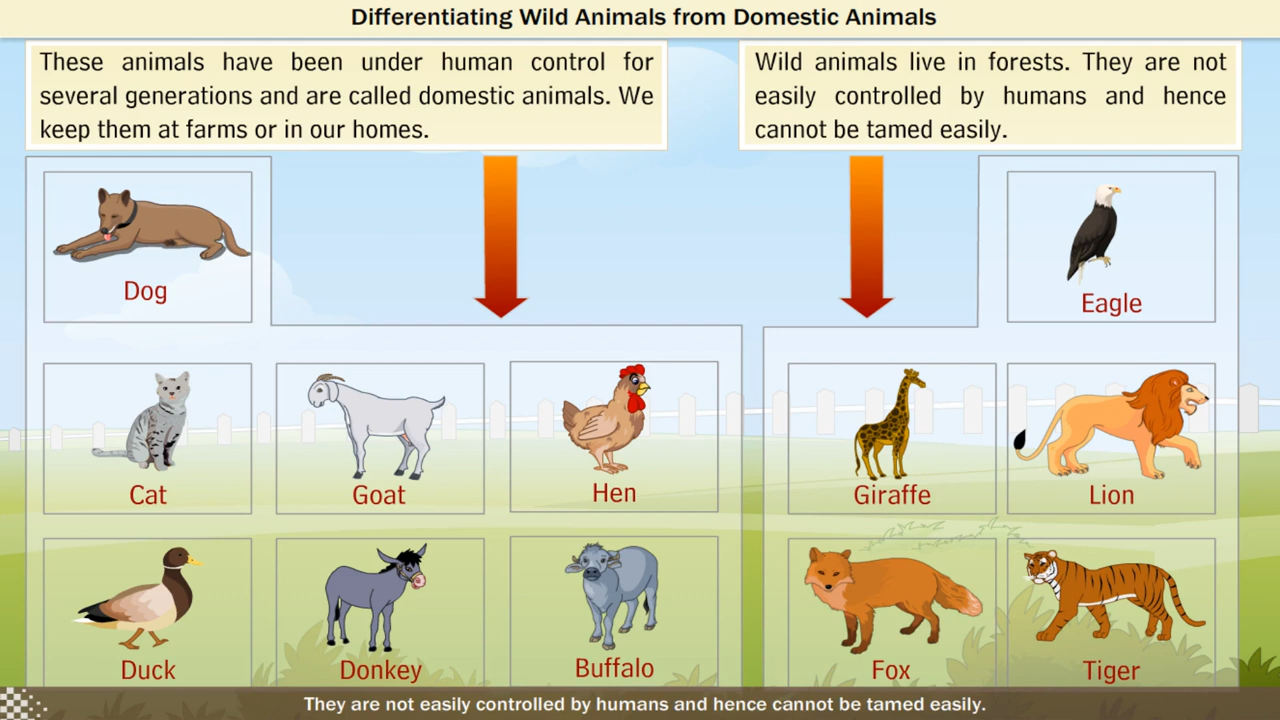 Differentiating Wild Animals from Domestic Animals
These animals have been under human control for
several generations and are called domestic animals. We
keep them at farms or in our homes.
Wild animals live in forests. They are not
easily controlled by humans and hence
cannot be tamed easily.
Dog
Eagle
Cat
Goat
Hen
Giraffe
Lion
Duck
Donkey
Buffalo
Fox
Tiger
They are not easily controlled by humans and hence cannot be tamed easily.